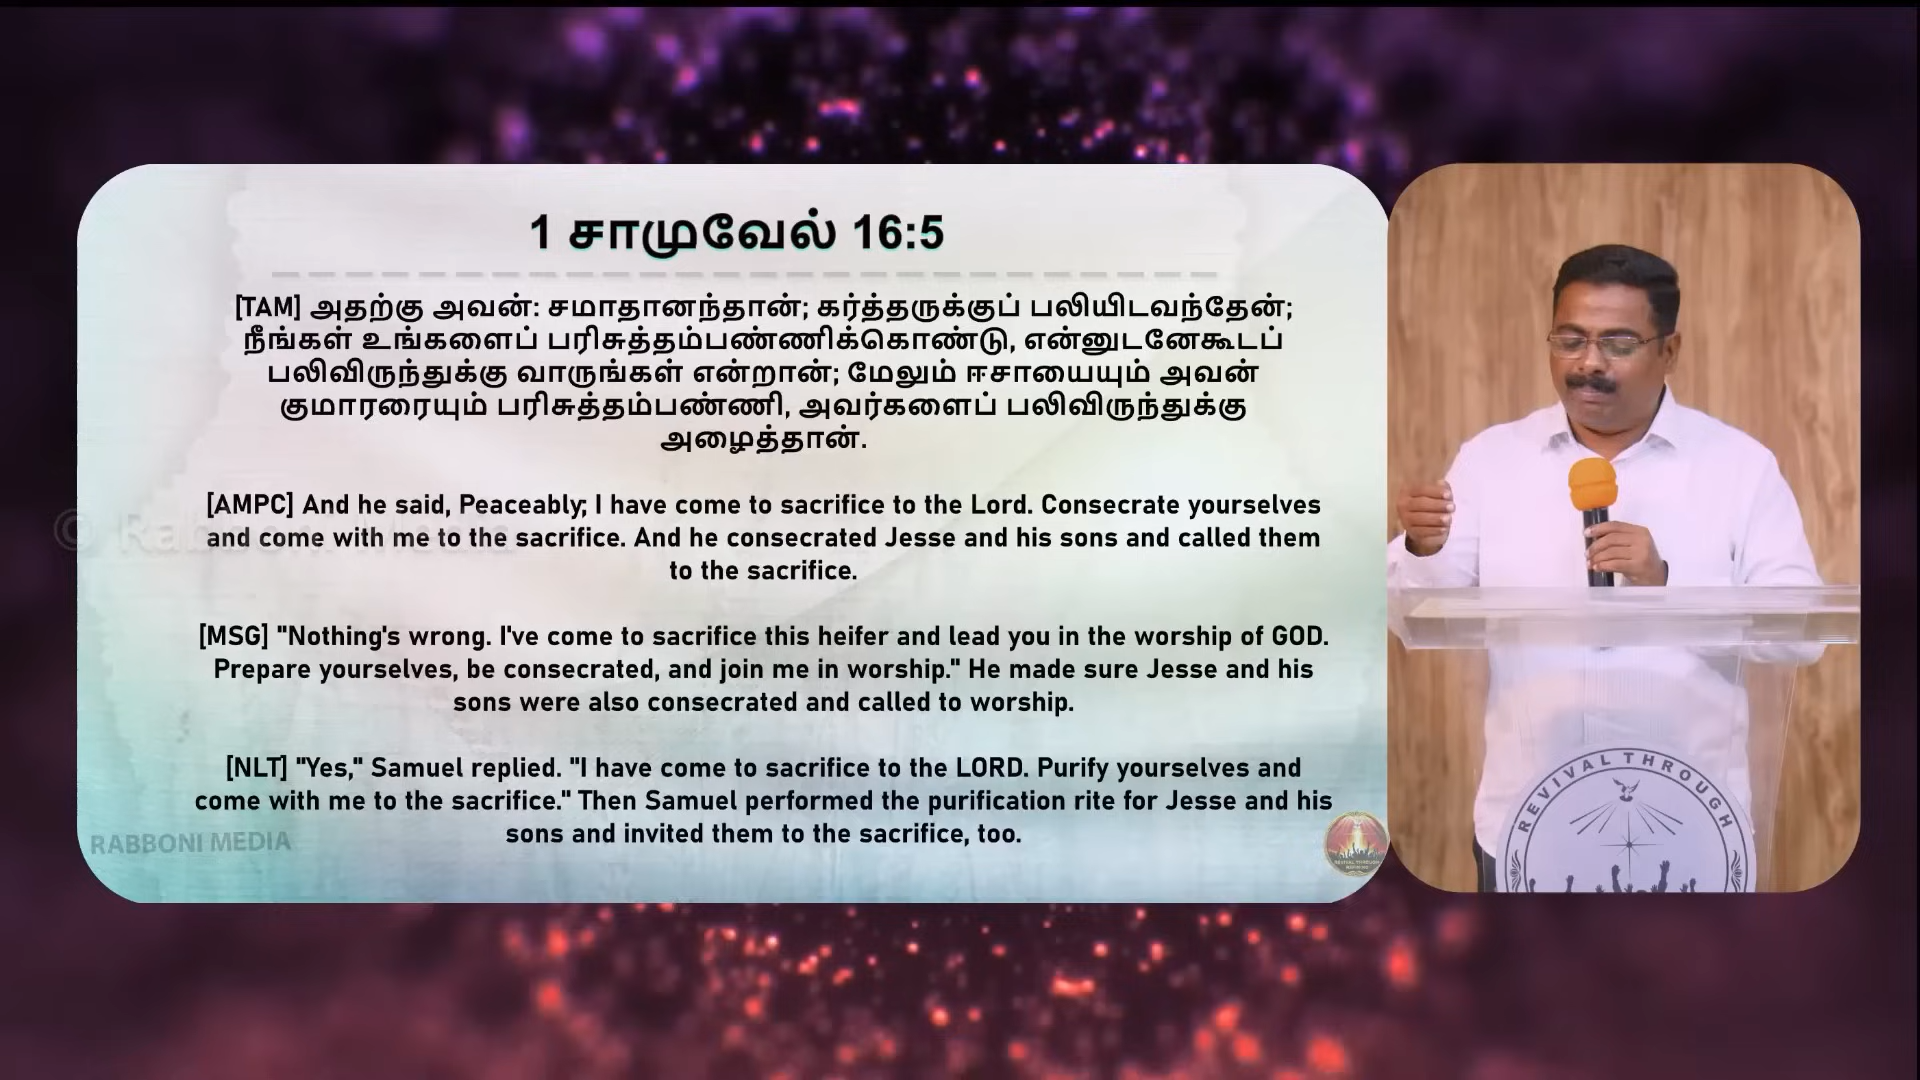 1 சாமுவேல் 16:5
[TAM] அதற்கு அவன்: சமாதானந்தான்; கர்த்தருக்குப் பலியிடவந்தேன்;
நீங்கள் உங்களைப் பரிசுத்தம்பண்ணிக்கொண்டு, என்னுடனேகூடப்
பலிவிருந்துக்கு வாருங்கள் என்றான்; மேலும் ஈசாயையும் அவன்
குமாரரையும் பரிசுத்தம்பண்ணி, அவர்களைப் பலிவிருந்துக்கு
அழைத்தான்.
[AMPC] And he said, Peaceably; I have come to sacrifice to the Lord. Consecrate yourselves
and come with me to the sacrifice. And he consecrated Jesse and his sons and called them
to the sacrifice.
© Rabboni Media
[MSG] "Nothing's wrong. I've come to sacrifice this heifer and lead you in the worship of GOD.
Prepare yourselves, be consecrated, and join me in worship." He made sure Jesse and his
sons were also consecrated and called to worship.
[NLT] "Yes," Samuel replied. "I have come to sacrifice to the LORD. Purify yourselves and
come with me to the sacrifice." Then Samuel performed the purification rite for Jesse and his
sons and invited them to the sacrifice, too.
RABBONI MEDIA
REVIVAL THROUGH
REVIVAL THROUGH